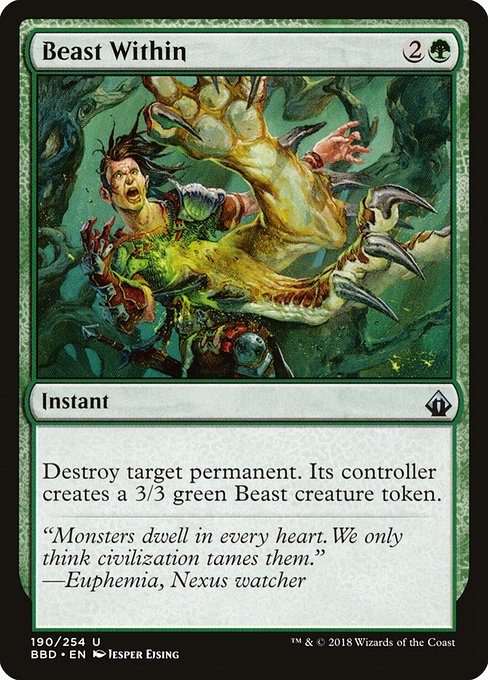 Beast Within 2
Instant
Destroy target permanent. Its controller
creates a 3/3 green Beast creature token.
“Monsters dwell in every heart. We only
think civilization tames them.”
—Euphemia, Nexus watcher
190/254 U
BBD • EN Jesper Ejsing
™ & © 2018 Wizards of the Coast